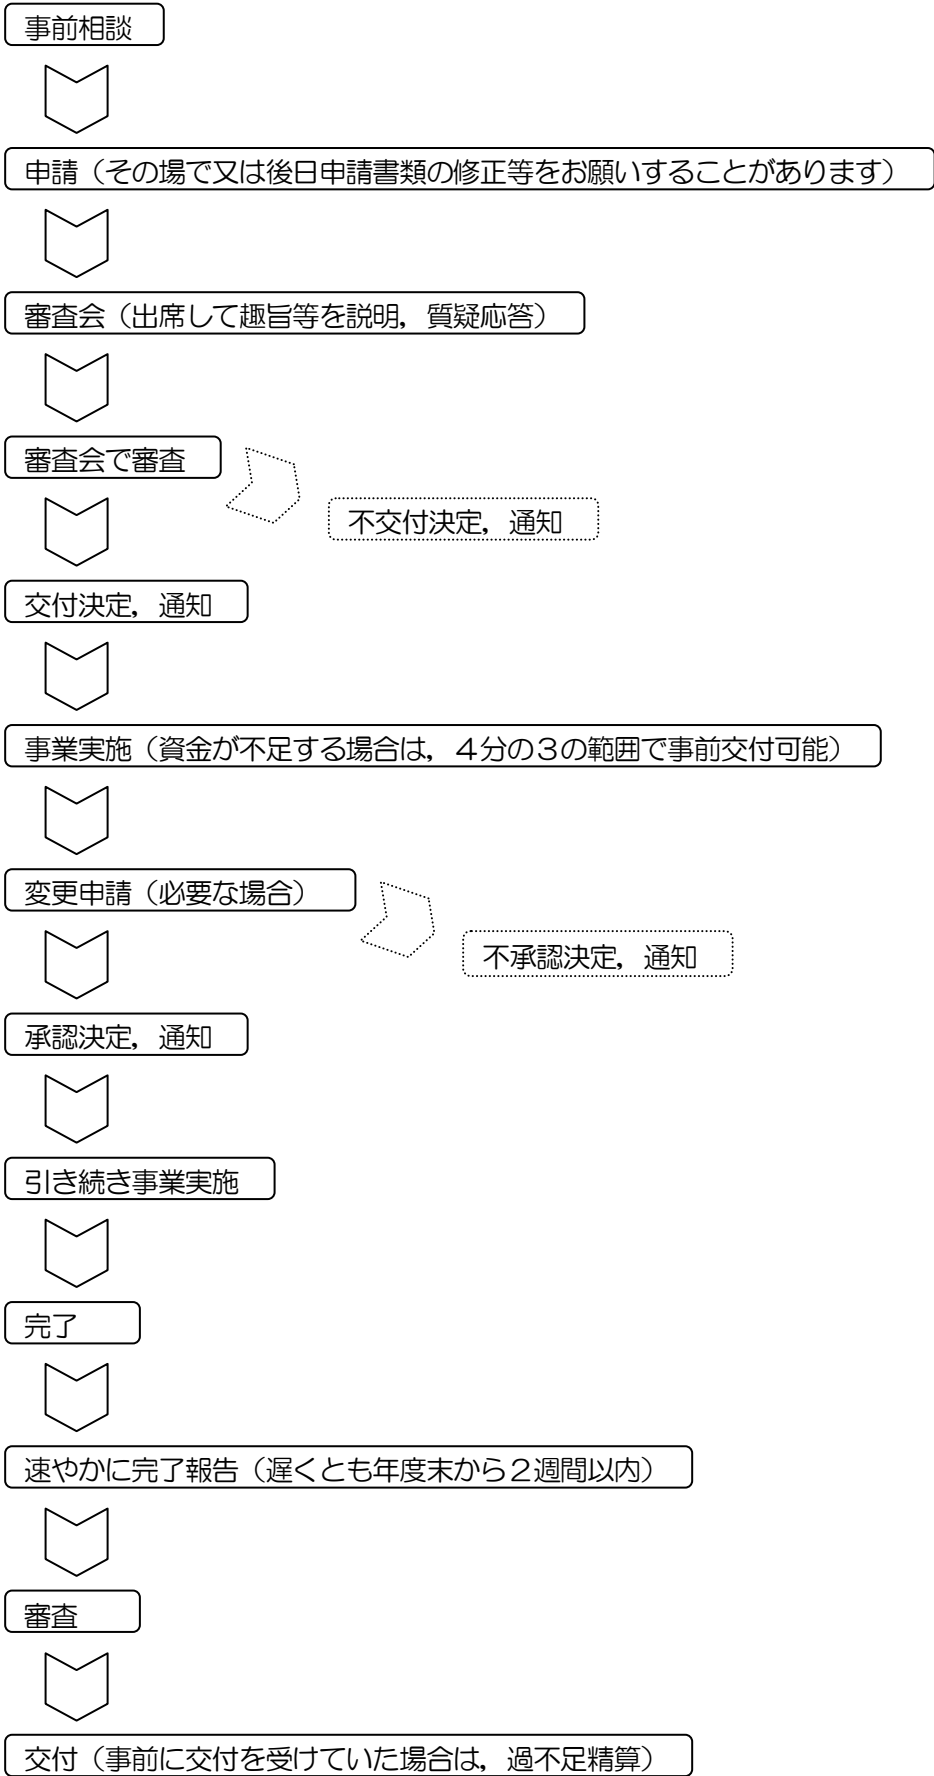 事前相談
申請（その場で又は後日申請書類の修正等をお願いすることがあります）
審査会（出席して趣旨等を説明，質疑応答）
審査会で審査
不交付決定，通知
交付決定，通知
事業実施（資金が不足する場合は，４分の３の範囲で事前交付可能）
変更申請（必要な場合）
不承認決定，通知
承認決定，通知
引き続き事業実施
完了
速やかに完了報告（遅くとも年度末から２週間以内）
審査
交付（事前に交付を受けていた場合は，過不足精算）